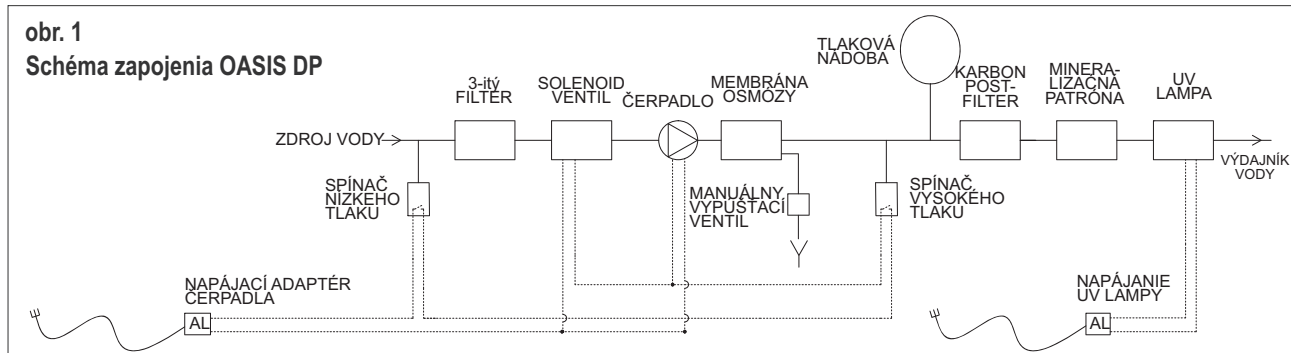 obr. 1
Schéma zapojenia OASIS DP
TLAKOVÁ
NÁDOBA
3-itý
FILTER
SOLENOID
VENTIL
ČERPADLO
MEMBRÁNA
OSMÓZY
KARBON
POST-
FILTER
MINERA-
LIZAČNÁ
PATRÓNA
UV
LAMPA
ZDROJ VODY
VÝDAJNÍK
VODY
SPÍNAČ
NÍZKEHO
TLAKU
MANUÁLNY
VYPÚŠTACÍ
VENTIL
SPÍNAČ
VYSOKÉHO
TLAKU
NAPÁJACÍ ADAPTÉR
ČERPADLA
AL
NAPÁJANIE
UV LAMPY
AL